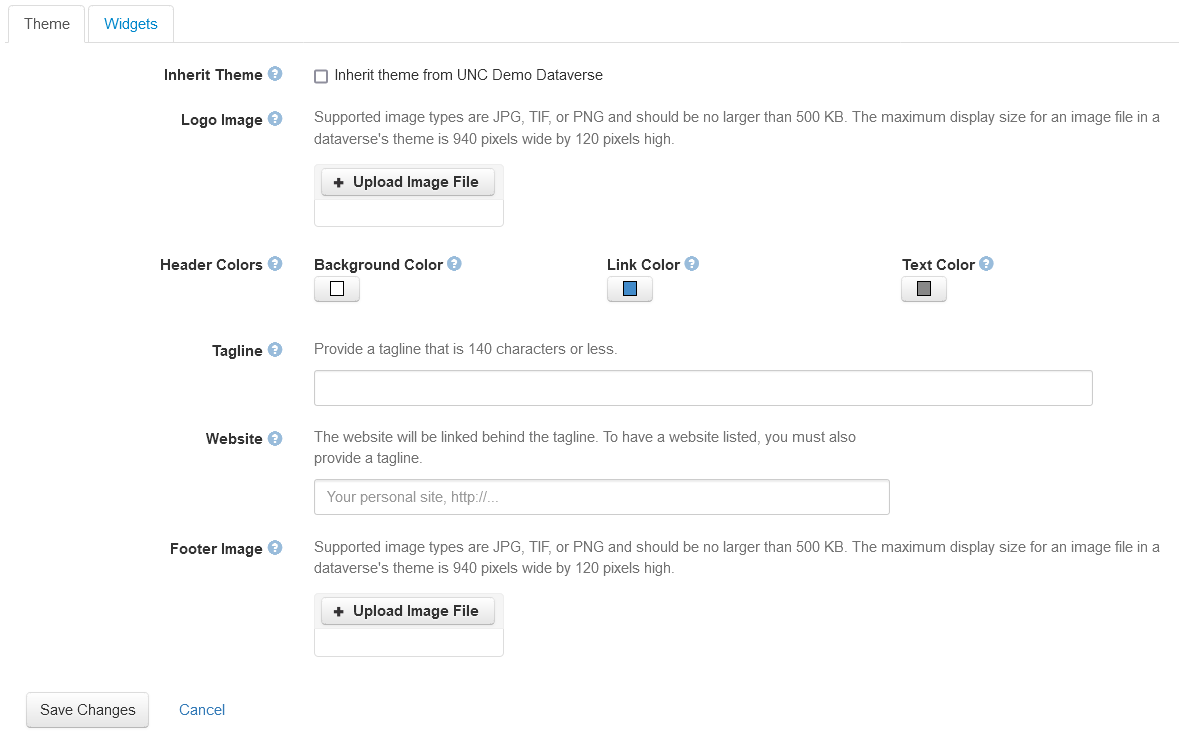 Theme Widgets
Inherit Theme ? Inherit theme from UNC Demo Dataverse
Logo Image ? Supported image types are JPG, TIF, or PNG and should be no larger than 500 KB. The maximum display size for an image file in a
dataverse's theme is 940 pixels wide by 120 pixels high.
+ Upload Image File
Header Colors ? Background Color ? Link Color ? Text Color ?
Tagline ? Provide a tagline that is 140 characters or less.
Website ? The website will be linked behind the tagline. To have a website listed, you must also
provide a tagline.
Your personal site, http://...
Footer Image ? Supported image types are JPG, TIF, or PNG and should be no larger than 500 KB. The maximum display size for an image file in a
dataverse's theme is 940 pixels wide by 120 pixels high.
+ Upload Image File
Save Changes Cancel